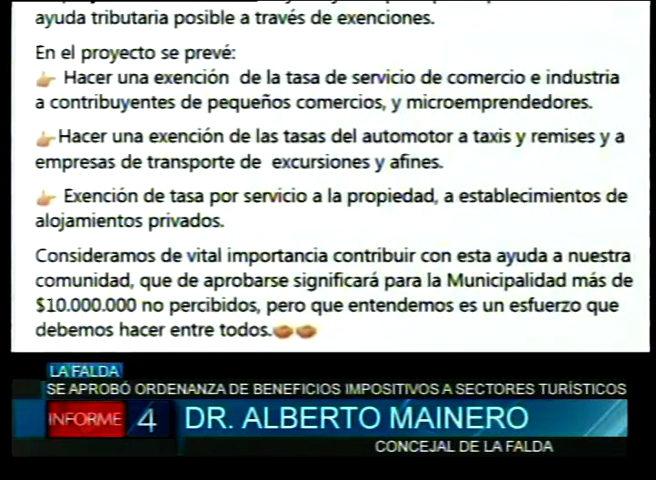 ayuda tributaria posible a través de exenciones.
En el proyecto se prevé:
Hacer una exención de la tasa de servicio de comercio e industria
a contribuyentes de pequeños comercios, y microemprendedores.
Hacer una exención de las tasas del automotor a taxis y remises y a
empresas de transporte de excursiones y afines.
Exención de tasa por servicio a la propiedad, a establecimientos de
alojamientos privados.
Consideramos de vital importancia contribuir con esta ayuda a nuestra
comunidad, que de aprobarse significará para la Municipalidad más de
$10.000.000 no percibidos, pero que entendemos es un esfuerzo que
debemos hacer entre todos.
LA FALDA
SE APROBÓ ORDENANZA DE BENEFICIOS IMPOSITIVOS A SECTORES TURÍSTICOS
INFORME 4 DR. ALBERTO MAINERO
CONCEJAL DE LA FALDA